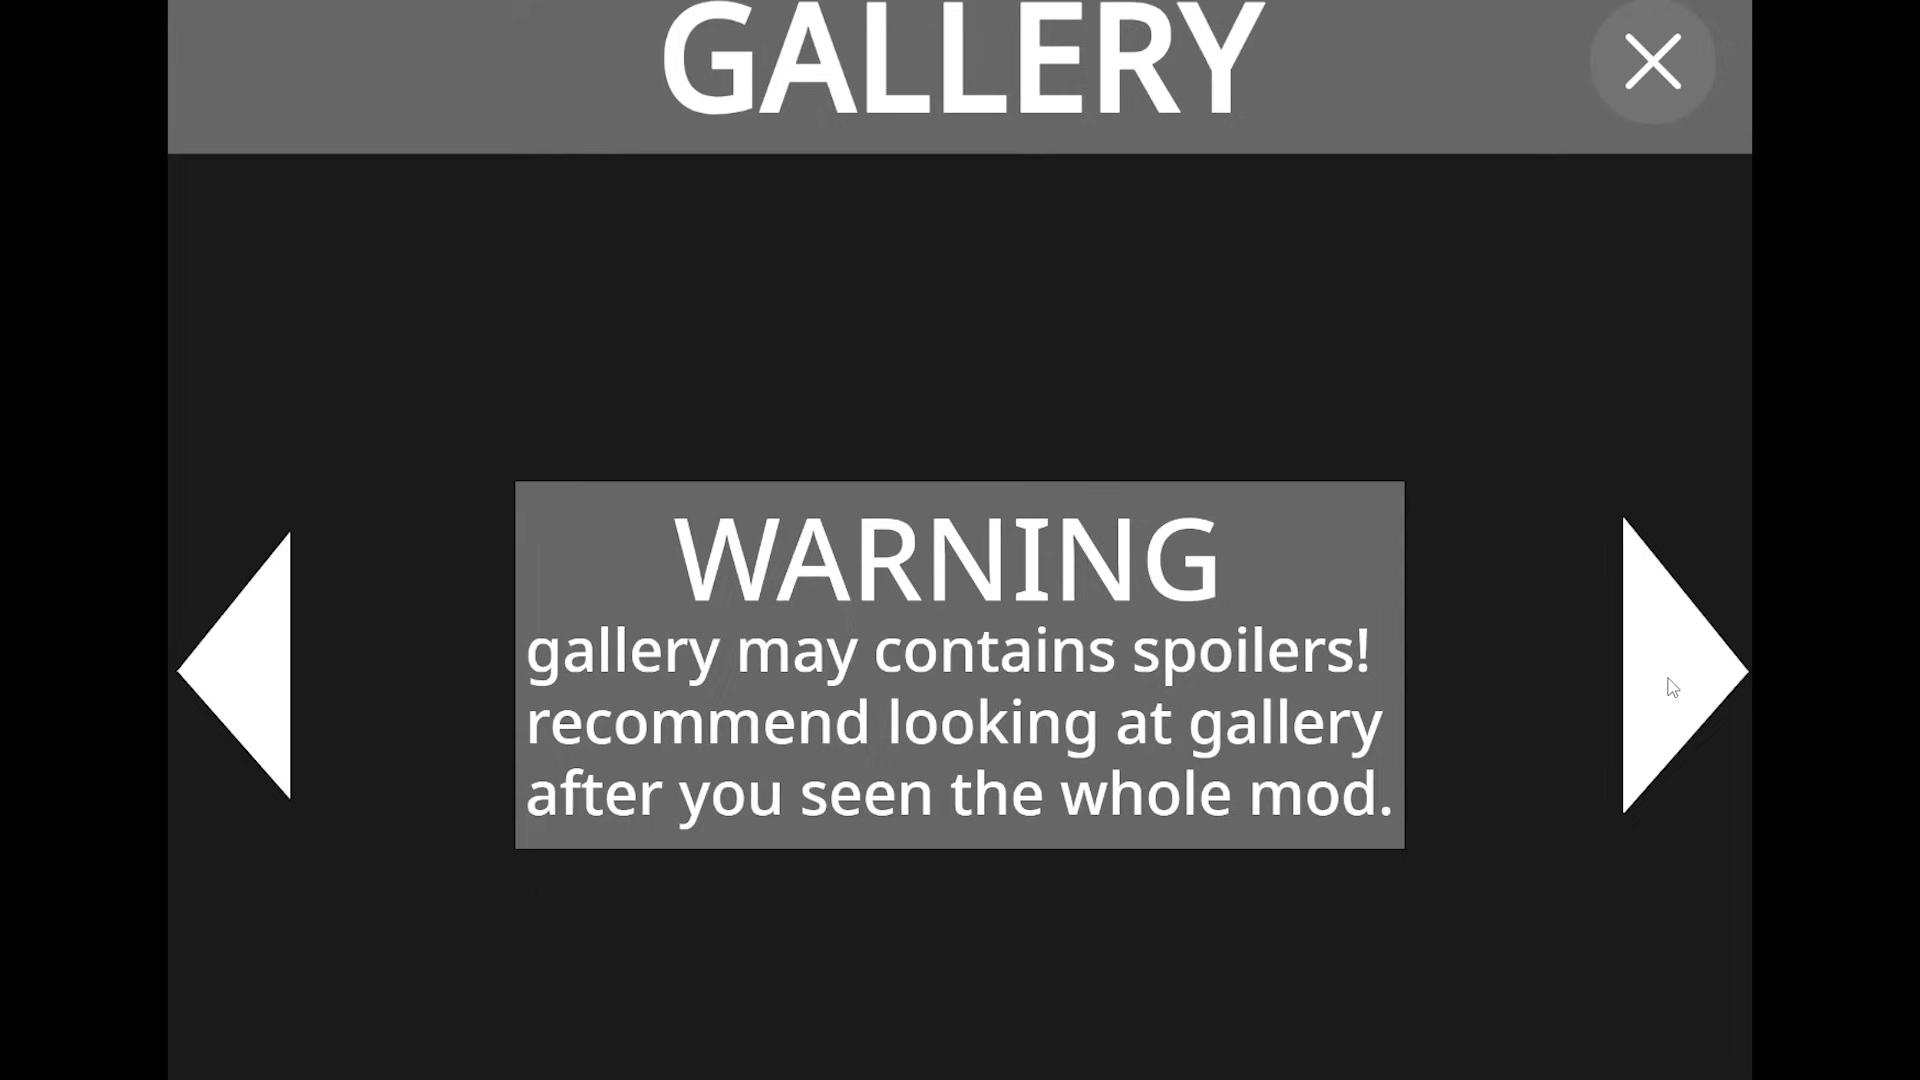 GALLERY
WARNING
gallery may contains spoilers!
recommend looking at gallery
after you seen the whole mod.